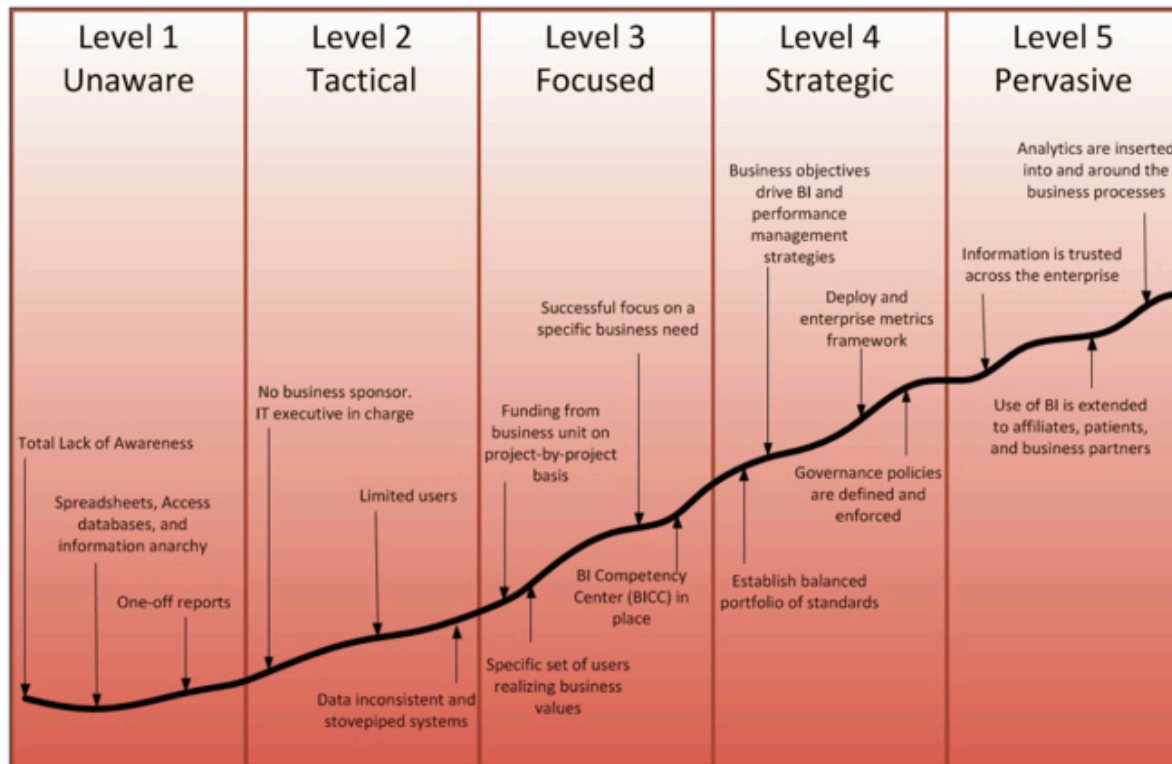 Level 1
Unaware
Level 2
Tactical
Level 3
Focused
Level 4
Strategic
Level 5
Pervasive
Total Lack of Awareness
Spreadsheets, Access
databases, and
information anarchy
One-off reports
No business sponsor.
IT executive in charge
Limited users
Data inconsistent and
stovepiped systems
Funding from
business unit on
project-by-project
basis
Specific set of users
realizing business
values
Successful focus on a
specific business need
BI Competency
Center (BICC) in
place
Establish balanced
portfolio of standards
Business objectives
drive BI and
performance
management
strategies
Deploy and
enterprise metrics
framework
Governance policies
are defined and
enforced
Information is trusted
across the enterprise
Use of BI is extended
to affiliates, patients,
and business partners
Analytics are inserted
into and around the
business processes